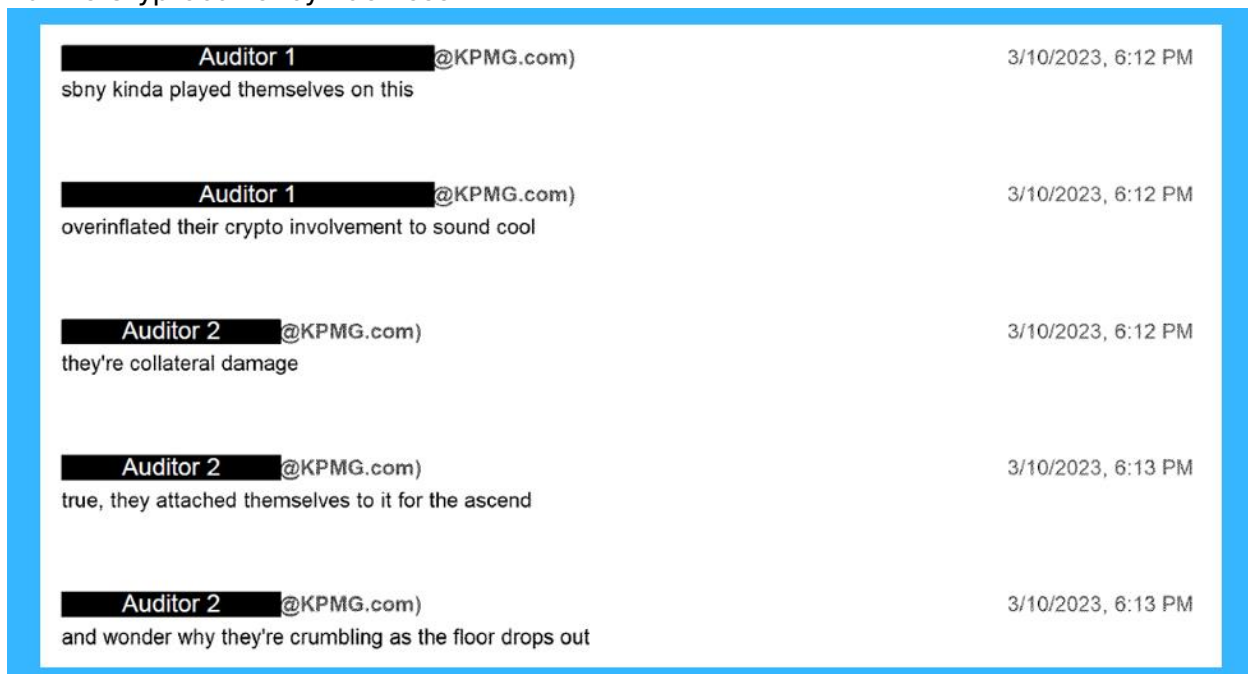 Auditor 1 @KPMG.com) 3/10/2023, 6:12 PM
sbny kinda played themselves on this
Auditor 1 @KPMG.com) 3/10/2023, 6:12 PM
overinflated their crypto involvement to sound cool
Auditor 2 @KPMG.com) 3/10/2023, 6:12 PM
they're collateral damage
Auditor 2 @KPMG.com) 3/10/2023, 6:13 PM
true, they attached themselves to it for the ascend
Auditor 2 @KPMG.com) 3/10/2023, 6:13 PM
and wonder why they're crumbling as the floor drops out